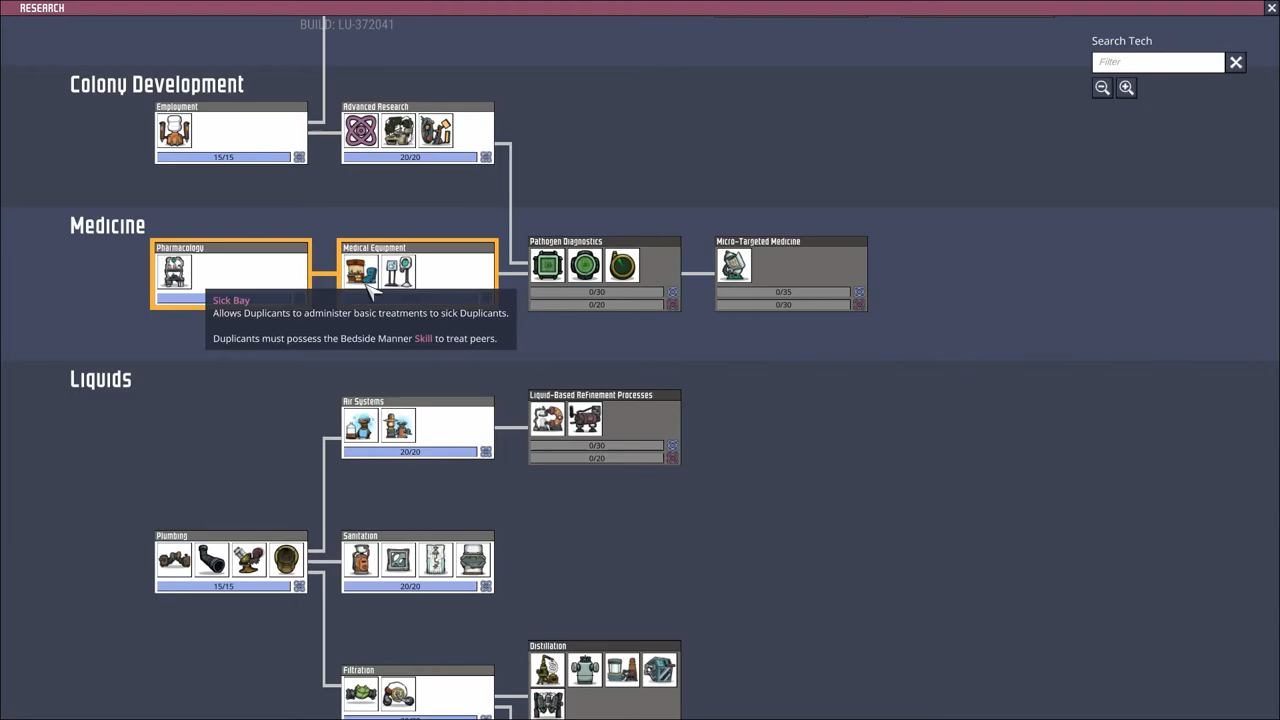 RESEARCH
BUILD: LU-372041
Search Tech
Filter
Colony Development
Employment
Advanced Research
15/15
20/20
Medicine
Pharmacology
Medical Equipment
Pathogen Diagnostics
Micro-Targeted Medicine
0/30
0/35
0/20
0/30
Sick Bay
Allows Duplicants to administer basic treatments to sick Duplicants.
Duplicants must possess the Bedside Manner Skill to treat peers.
Liquids
Air Systems
Liquid-Based Refinement Processes
20/20
0/30
0/20
Plumbing
Sanitation
15/15
20/20
Distillation
Filtration